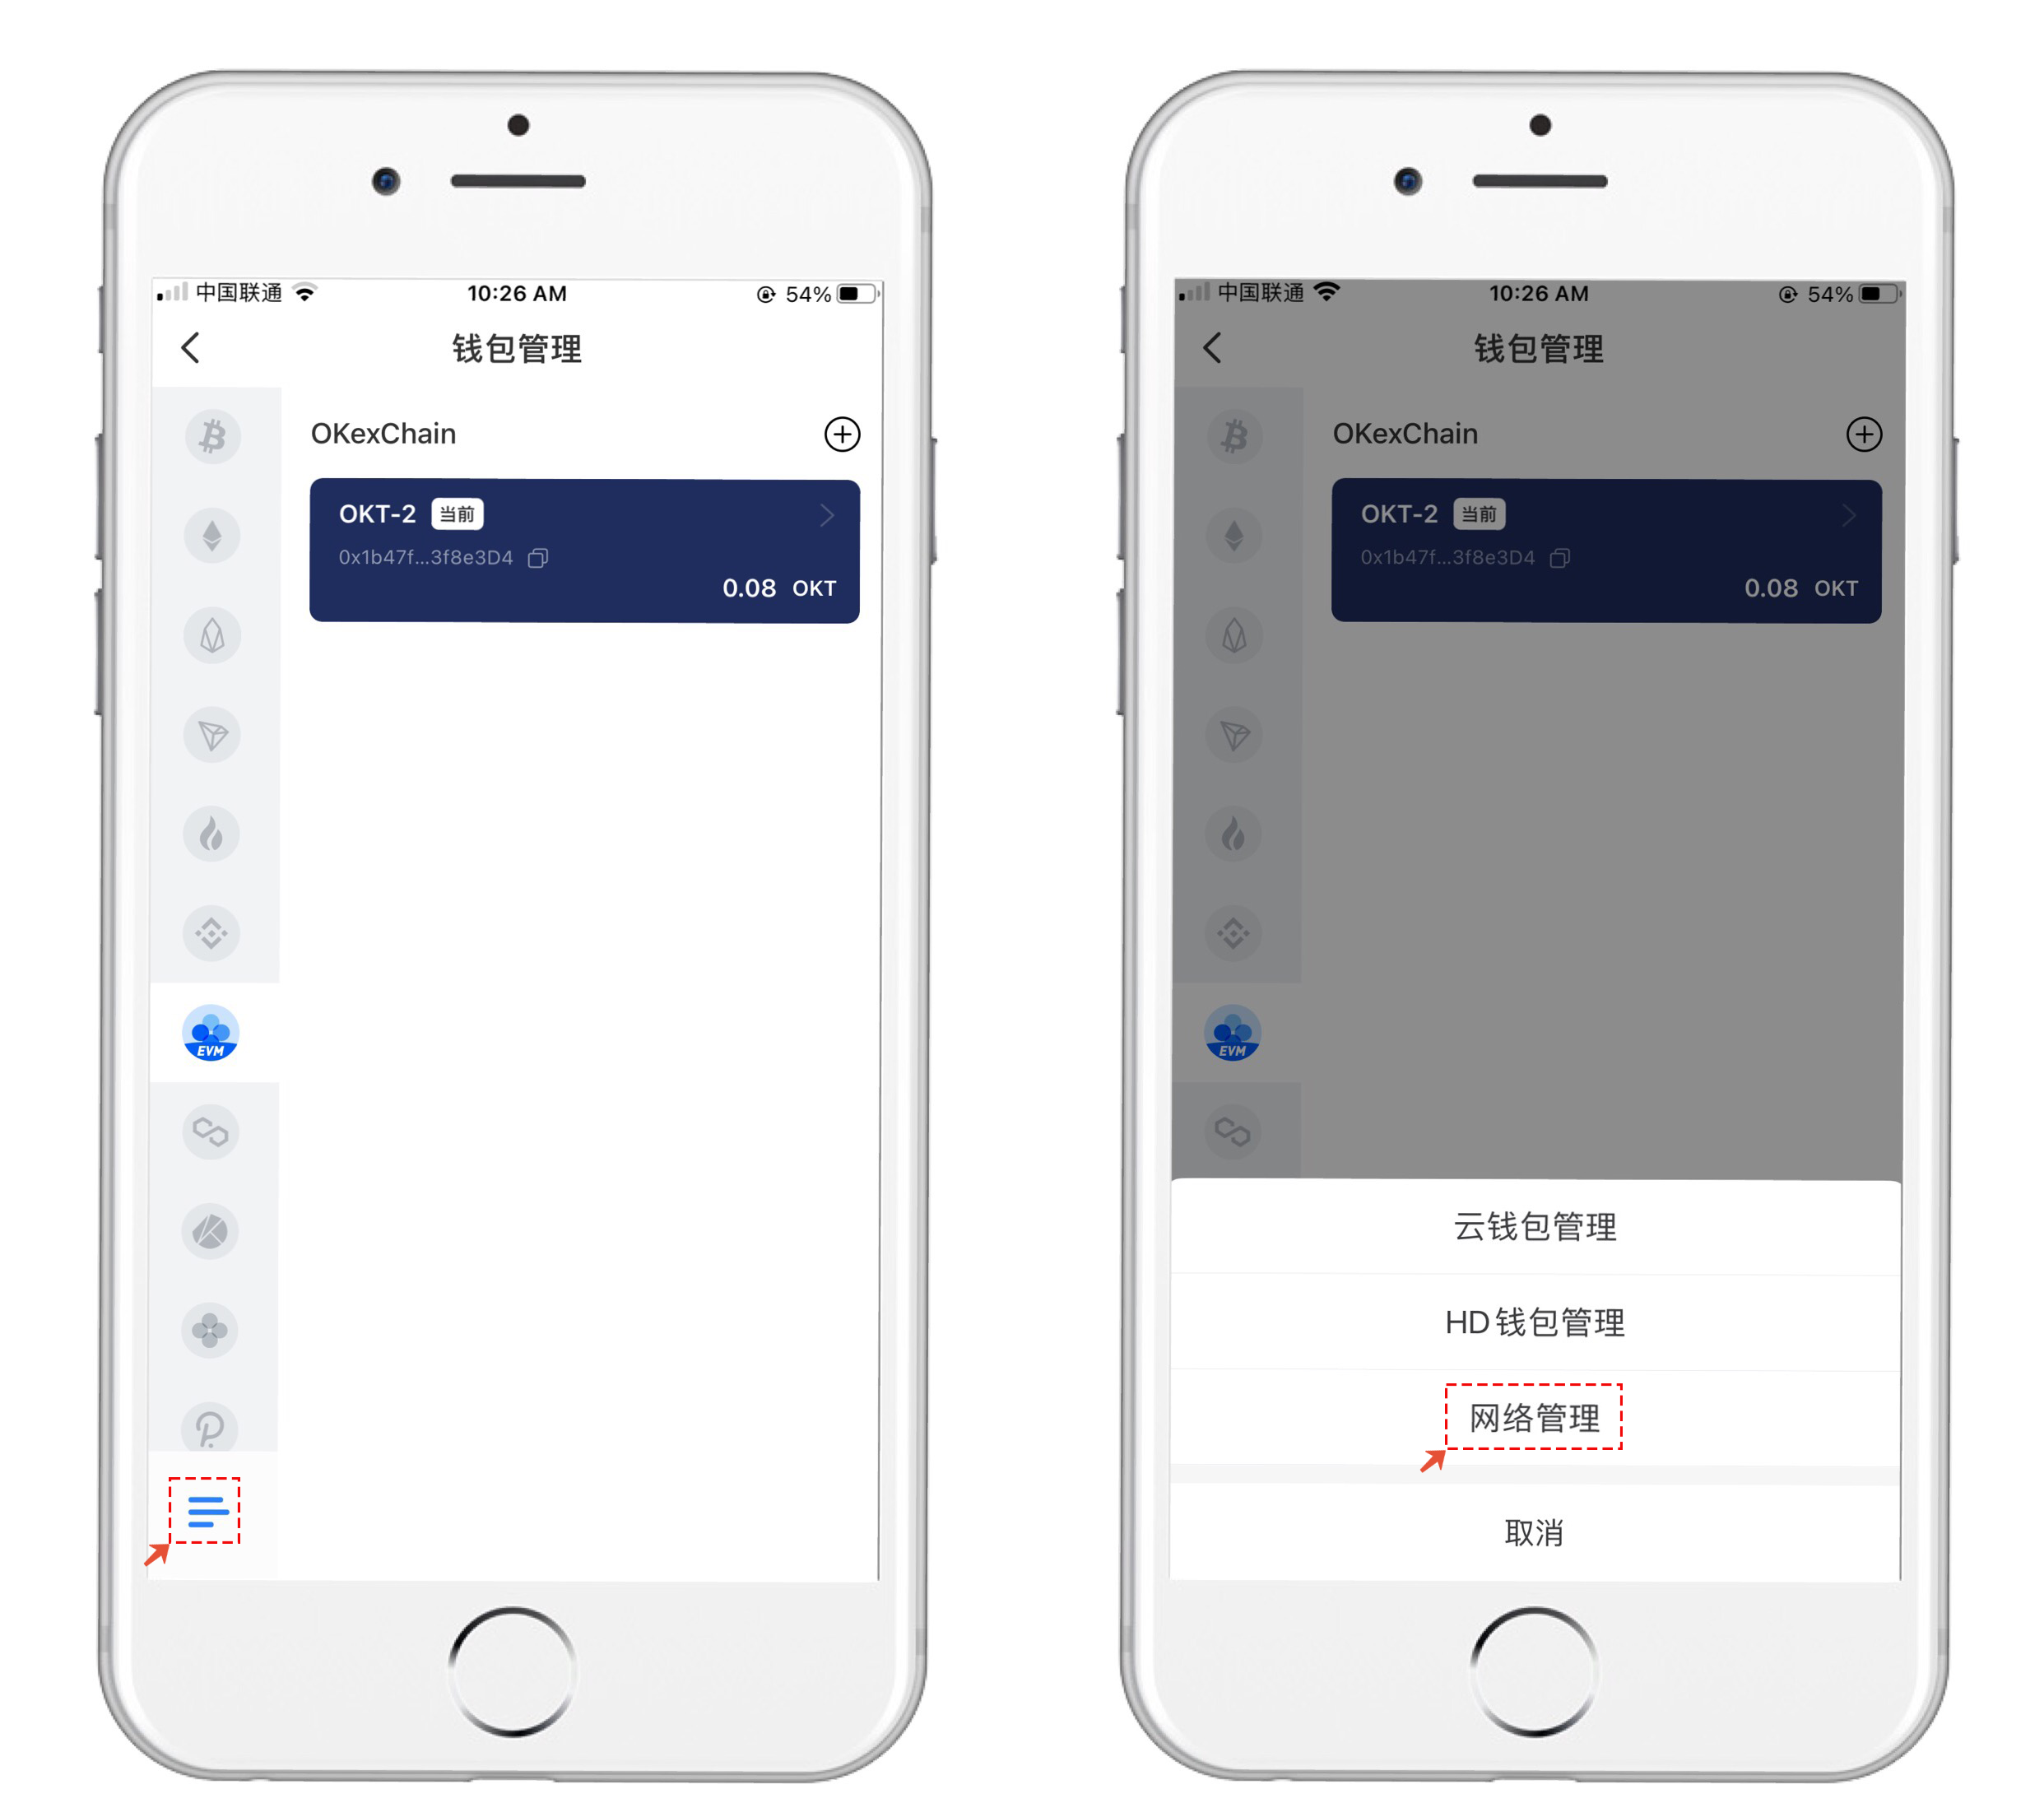 中国联通 10:26 AM 54%
钱包管理
OKexChain
OKT-2 当前
0x1b47f...3f8e3D4
0.08 OKT
EVM
中国联通 10:26 AM 54%
钱包管理
OKexChain
OKT-2 当前
0x1b47f...3f8e3D4
0.08 OKT
EVM
云钱包管理
HD钱包管理
网络管理
取消